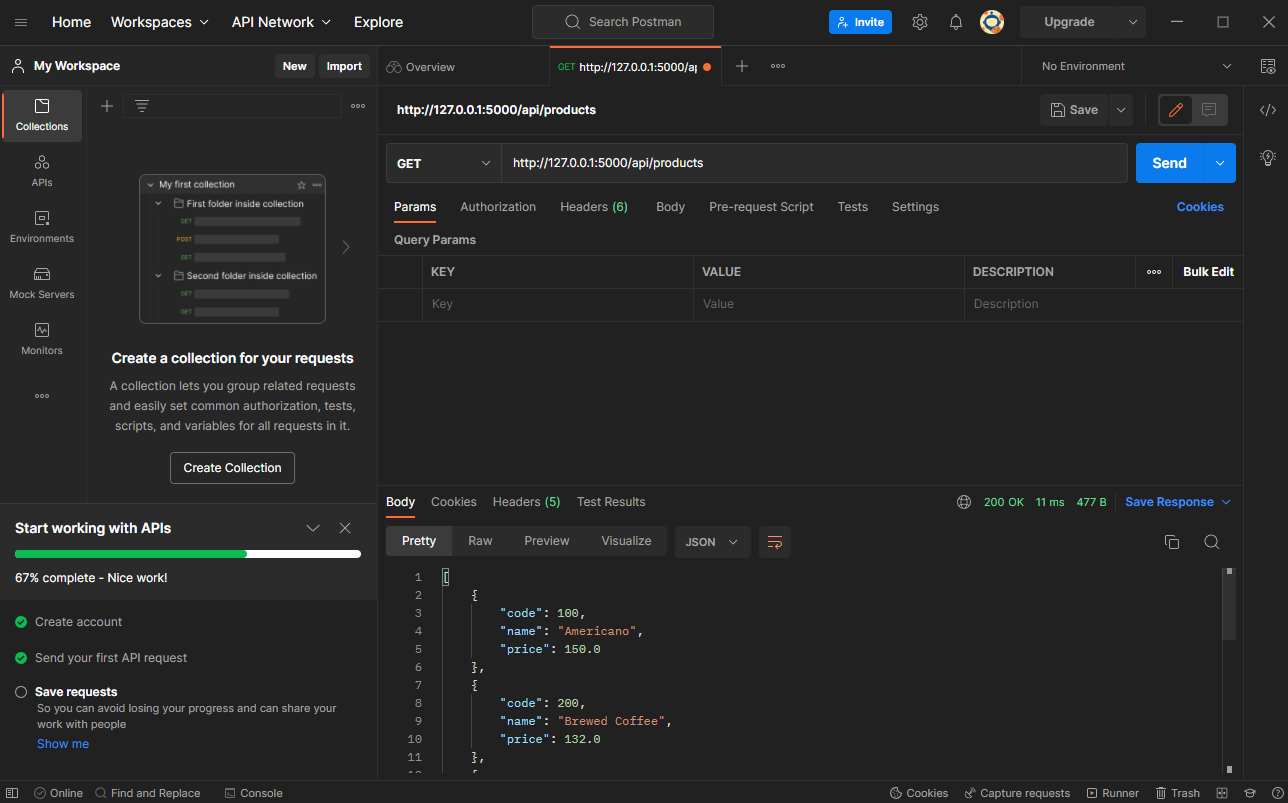 Home Workspaces API Network Explore Search Postman Invite Upgrade
My Workspace New Import Overview GET http://127.0.0.1:5000/ap No Environment
Collections
APIs
Environments
Mock Servers
Monitors
My first collection
First folder inside collection
GET
POST
GET
Second folder inside collection
GET
GET
Create a collection for your requests
A collection lets you group related requests
and easily set common authorization, tests,
scripts, and variables for all requests in it.
Create Collection
Start working with APIs
67% complete - Nice work!
Create account
Send your first API request
Save requests
So you can avoid losing your progress and can share your
work with people
Show me
http://127.0.0.1:5000/api/products Save
GET http://127.0.0.1:5000/api/products Send
Params Authorization Headers (6) Body Pre-request Script Tests Settings Cookies
Query Params
KEY VALUE DESCRIPTION Bulk Edit
Key Value Description
Body Cookies Headers (5) Test Results 200 OK 11 ms 477 B Save Response
Pretty Raw Preview Visualize JSON
1 [
2 {
3 "code": 100,
4 "name": "Americano",
5 "price": 150.0
6 },
7 {
8 "code": 200,
9 "name": "Brewed Coffee",
10 "price": 132.0
11 },
Online Find and Replace Console Cookies Capture requests Runner Trash